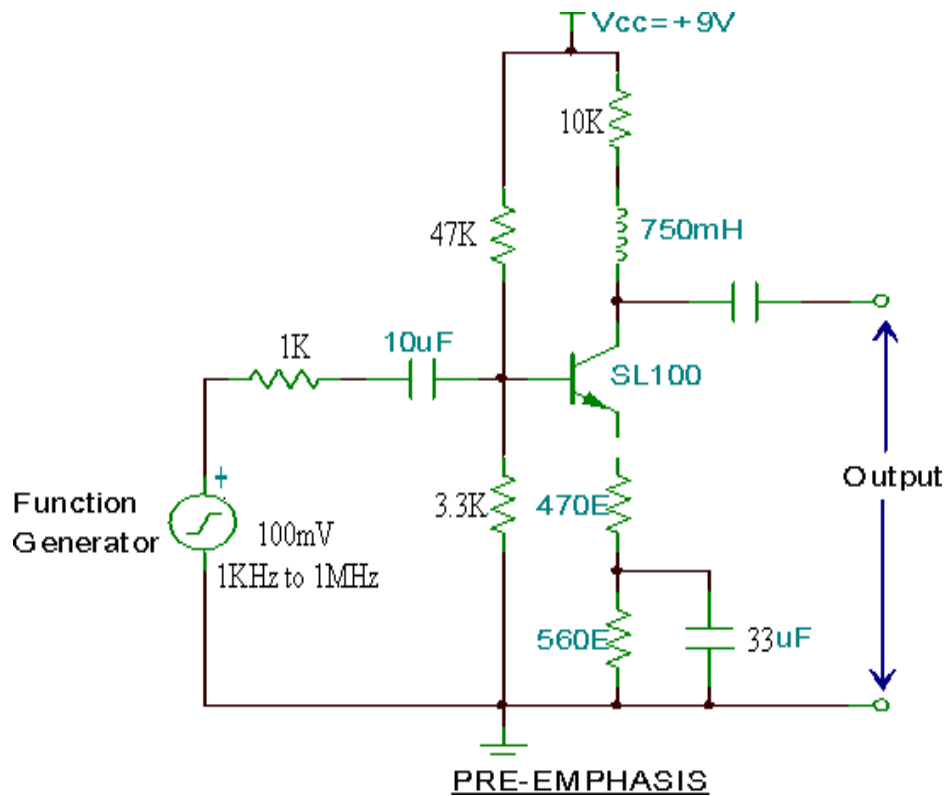 Vcc=+9V
10K
47K
750mH
1K
10uF
SL100
+
Function
Generator
100mV
1KHz to 1MHz
3.3K
470E
Output
560E
33uF
PRE-EMPHASIS